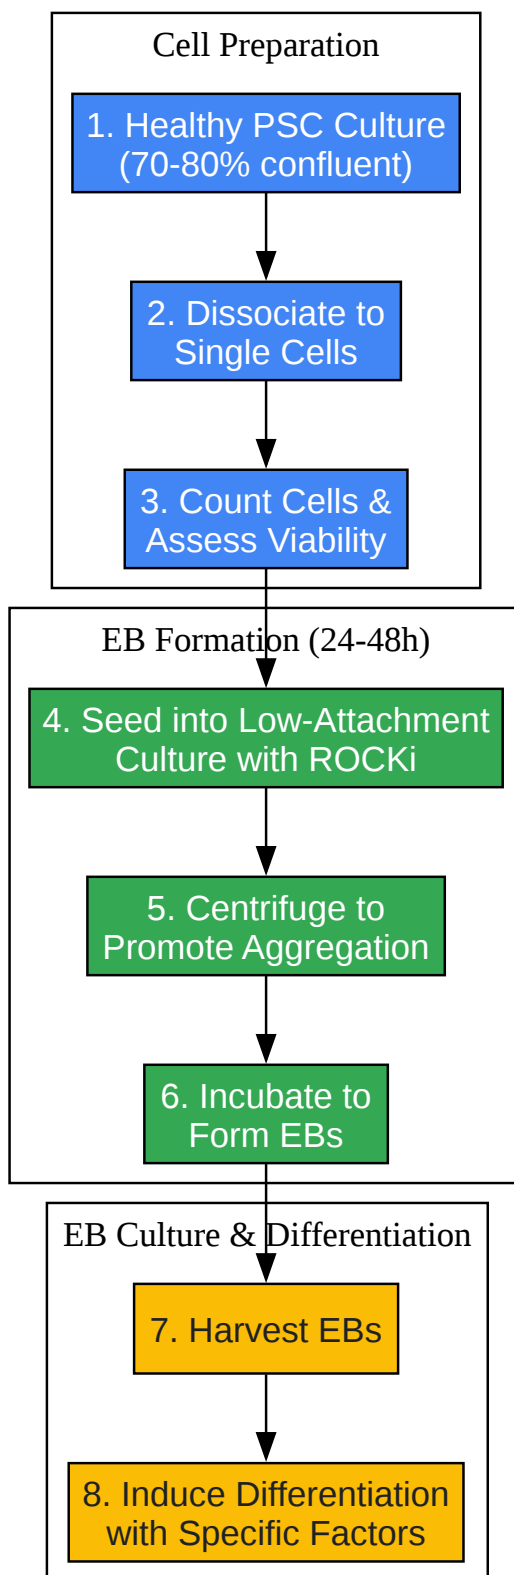 Cell Preparation
1. Healthy PSC Culture
(70-80% confluent)
2. Dissociate to
Single Cells
3. Count Cells &
Assess Viability
EB Formation (24-48h)
4. Seed into Low-Attachment
Culture with ROCKi
5. Centrifuge to
Promote Aggregation
6. Incubate to
Form EBs
EB Culture & Differentiation
7. Harvest EBs
8. Induce Differentiation
with Specific Factors